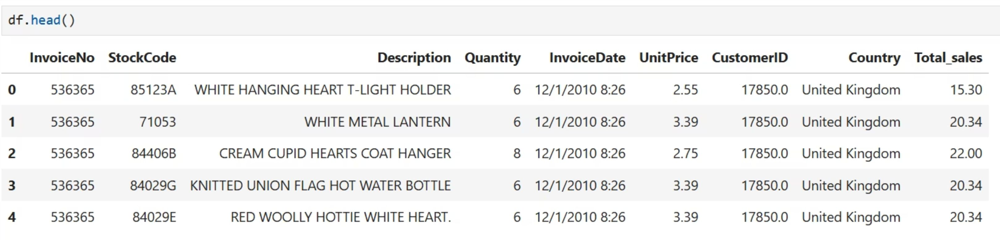 df.head()
InvoiceNo StockCode Description Quantity InvoiceDate UnitPrice CustomerID Country Total_sales
0 536365 85123A WHITE HANGING HEART T-LIGHT HOLDER 6 12/1/2010 8:26 2.55 17850.0 United Kingdom 15.30
1 536365 71053 WHITE METAL LANTERN 6 12/1/2010 8:26 3.39 17850.0 United Kingdom 20.34
2 536365 84406B CREAM CUPID HEARTS COAT HANGER 8 12/1/2010 8:26 2.75 17850.0 United Kingdom 22.00
3 536365 84029G KNITTED UNION FLAG HOT WATER BOTTLE 6 12/1/2010 8:26 3.39 17850.0 United Kingdom 20.34
4 536365 84029E RED WOOLLY HOTTIE WHITE HEART. 6 12/1/2010 8:26 3.39 17850.0 United Kingdom 20.34